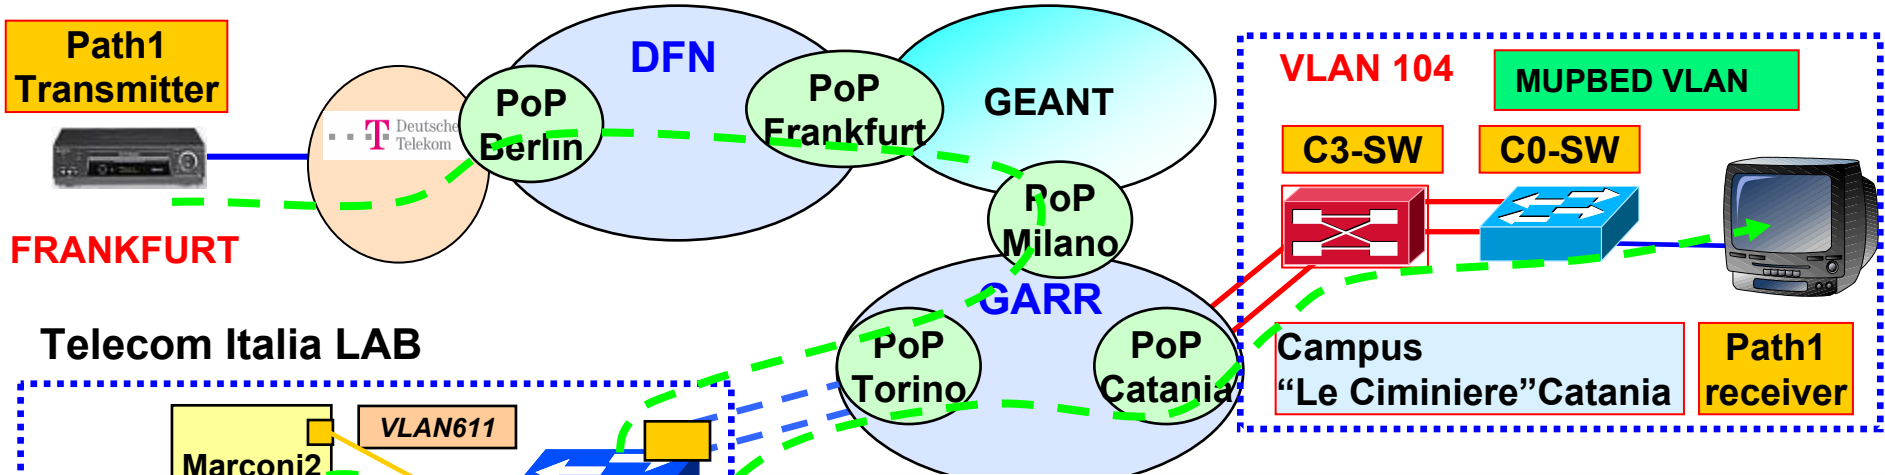 Path1
Transmitter
FRANKFURT
Deutsche
Telekom
PoP
Berlin
DFN
PoP
Frankfurt
GEANT
PoP
Milano
GARR
PoP
Torino
PoP
Catania
VLAN 104
MUPBED VLAN
C3-SW
C0-SW
Campus
“Le Ciminiere”Catania
Path1
receiver
Telecom Italia LAB
VLAN611
Marconi2